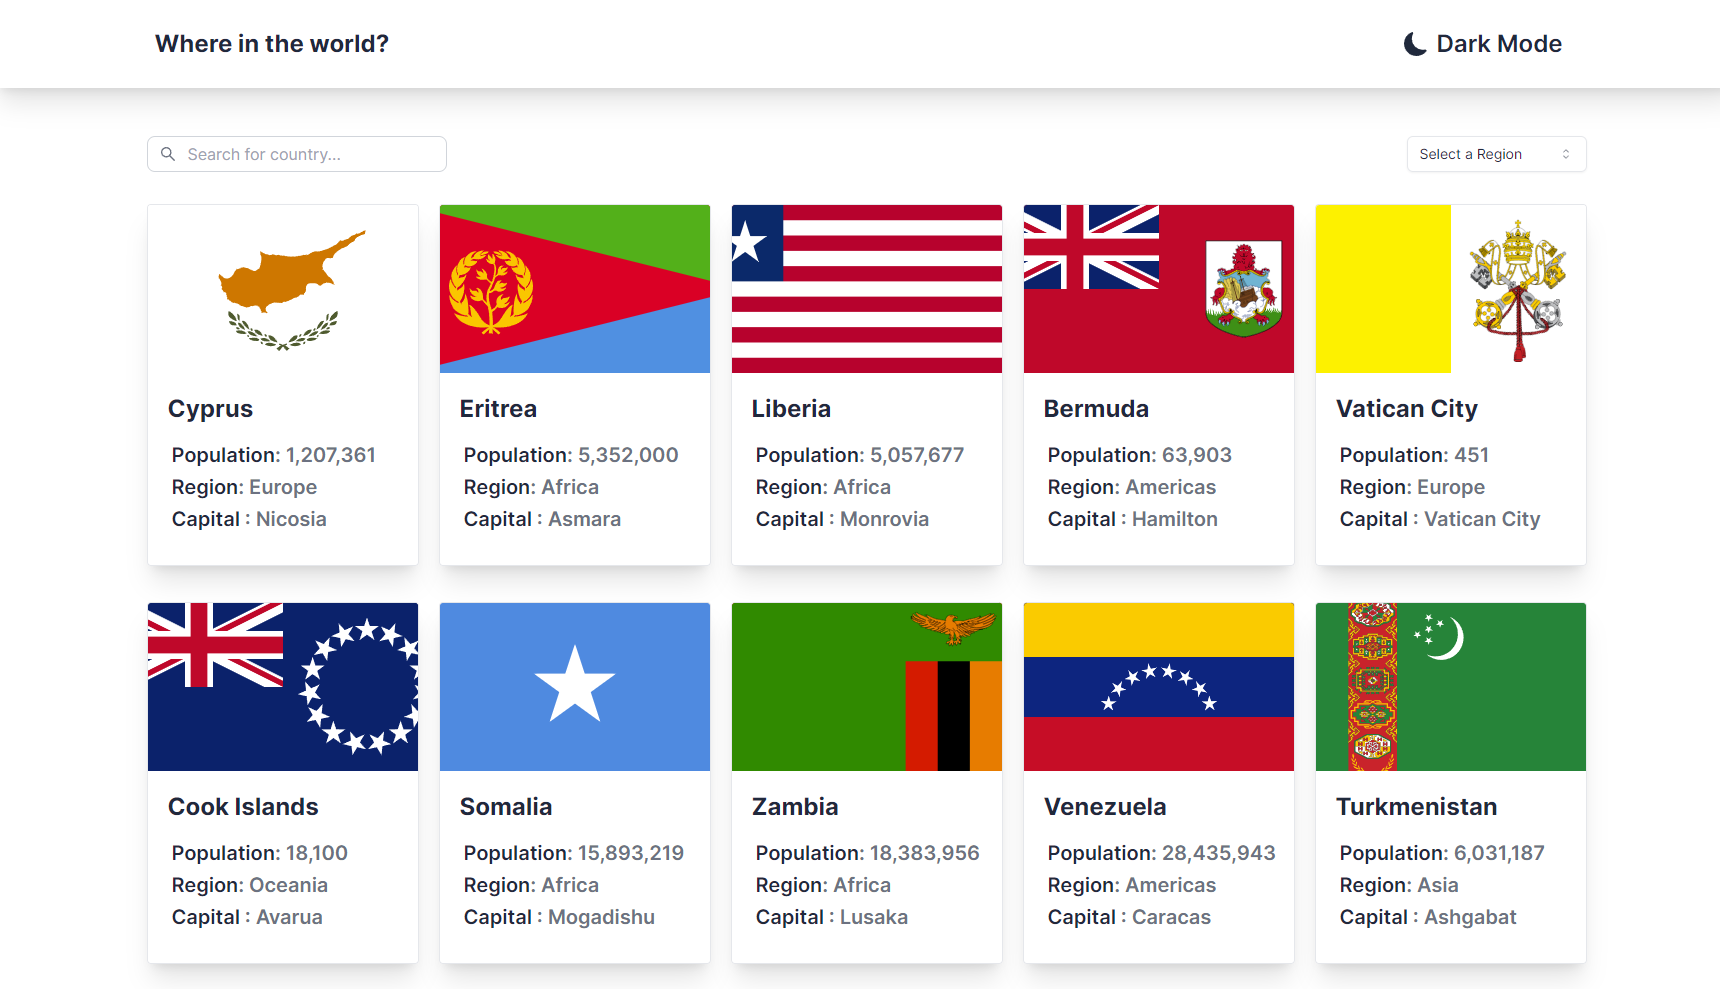 Where in the world?
Dark Mode
Search for country...
Select a Region
Cyprus
Population: 1,207,361
Region: Europe
Capital : Nicosia
Eritrea
Population: 5,352,000
Region: Africa
Capital : Asmara
Liberia
Population: 5,057,677
Region: Africa
Capital : Monrovia
Bermuda
Population: 63,903
Region: Americas
Capital : Hamilton
Vatican City
Population: 451
Region: Europe
Capital : Vatican City
Cook Islands
Population: 18,100
Region: Oceania
Capital : Avarua
Somalia
Population: 15,893,219
Region: Africa
Capital : Mogadishu
Zambia
Population: 18,383,956
Region: Africa
Capital : Lusaka
Venezuela
Population: 28,435,943
Region: Americas
Capital : Caracas
Turkmenistan
Population: 6,031,187
Region: Asia
Capital : Ashgabat